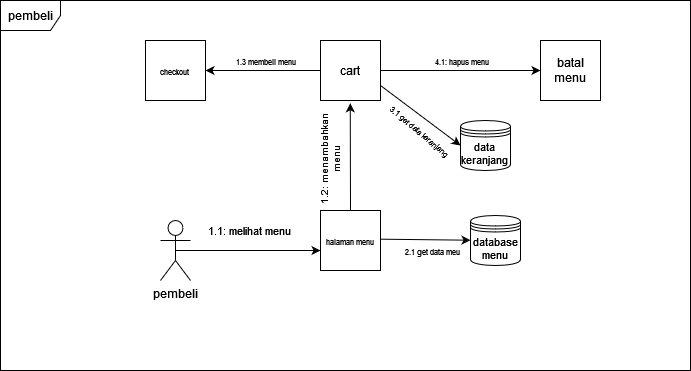 pembeli
checkout
1.3 membeli menu
cart
4.1: hapus menu
batal
menu
3.1 get data keranjang
data
keranjang
1.2: menambahkan
menu
1.1: melihat menu
halaman menu
2.1 get data meu
database
menu
pembeli